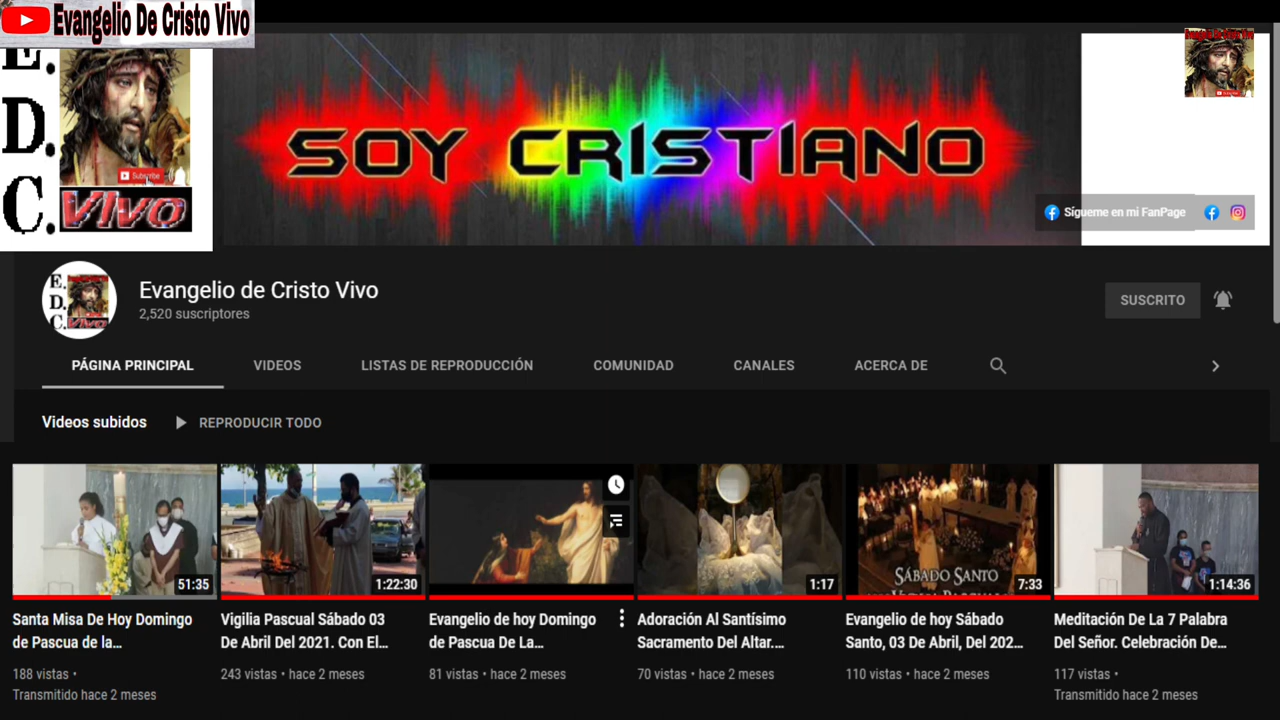 Evangelio De Cristo Vivo
E.
D.
C.
Subscribe
Vivo
SOY CRISTIANO
Evangelio de Cristo Vivo
Sígueme en mi FanPage
E.
D.
C.
Vivo
Evangelio de Cristo Vivo
2,520 suscriptores
SUSCRITO
PÁGINA PRINCIPAL
VIDEOS
LISTAS DE REPRODUCCIÓN
COMUNIDAD
CANALES
ACERCA DE
Videos subidos
REPRODUCIR TODO
51:35
1:22:30
1:17
SÁBADO SANTO
7:33
1:14:36
Santa Misa De Hoy Domingo
de Pascua de la...
188 vistas •
Transmitido hace 2 meses
Vigilia Pascual Sábado 03
De Abril Del 2021. Con El...
243 vistas • hace 2 meses
Evangelio de hoy Domingo
de Pascua De La...
81 vistas • hace 2 meses
Adoración Al Santísimo
Sacramento Del Altar....
70 vistas • hace 2 meses
Evangelio de hoy Sábado
Santo, 03 De Abril, Del 202...
110 vistas • hace 2 meses
Meditación De La 7 Palabra
Del Señor. Celebración De...
117 vistas •
Transmitido hace 2 meses